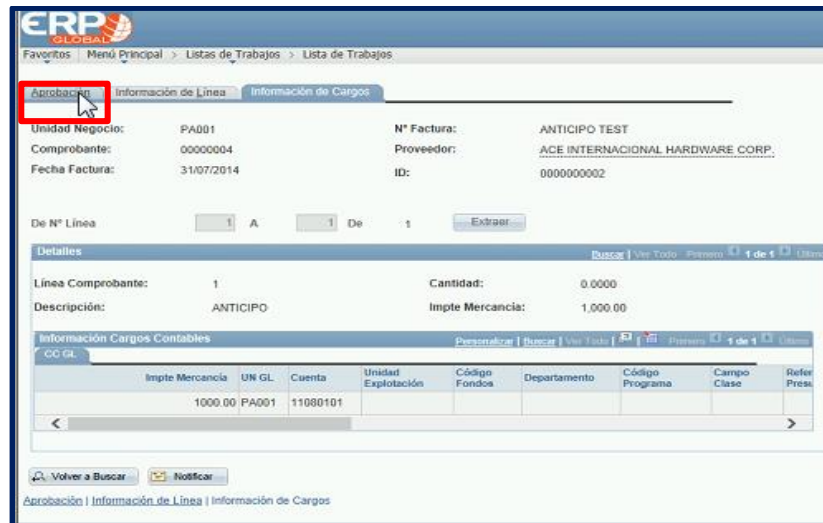 ERP
GLOBAL
Favoritos Menú Principal > Listas de Trabajos > Lista de Trabajos
Aprobación Información de Línea Información de Cargos
Unidad Negocio: PA001 Nº Factura: ANTICIPO TEST
Comprobante: 00000004 Proveedor: ACE INTERNACIONAL HARDWARE CORP.
Fecha Factura: 31/07/2014 ID: 0000000002
De Nº Línea 1 A 1 De 1 Extraer
Detalles Buscar | Ver Todo Primero 1 de 1
Línea Comprobante: 1 Cantidad: 0.0000
Descripción: ANTICIPO Impte Mercancía: 1,000.00
Información Cargos Contables Personalizar | Buscar | Ver Todo | | Primero 1 de 1
CC GL
Impte Mercancía UN GL Cuenta Unidad Explotación Código Fondos Departamento Código Programa Campo Clase Refer Presu
1000.00 PA001 11080101
Volver a Buscar Notificar
Aprobación | Información de Línea | Información de Cargos